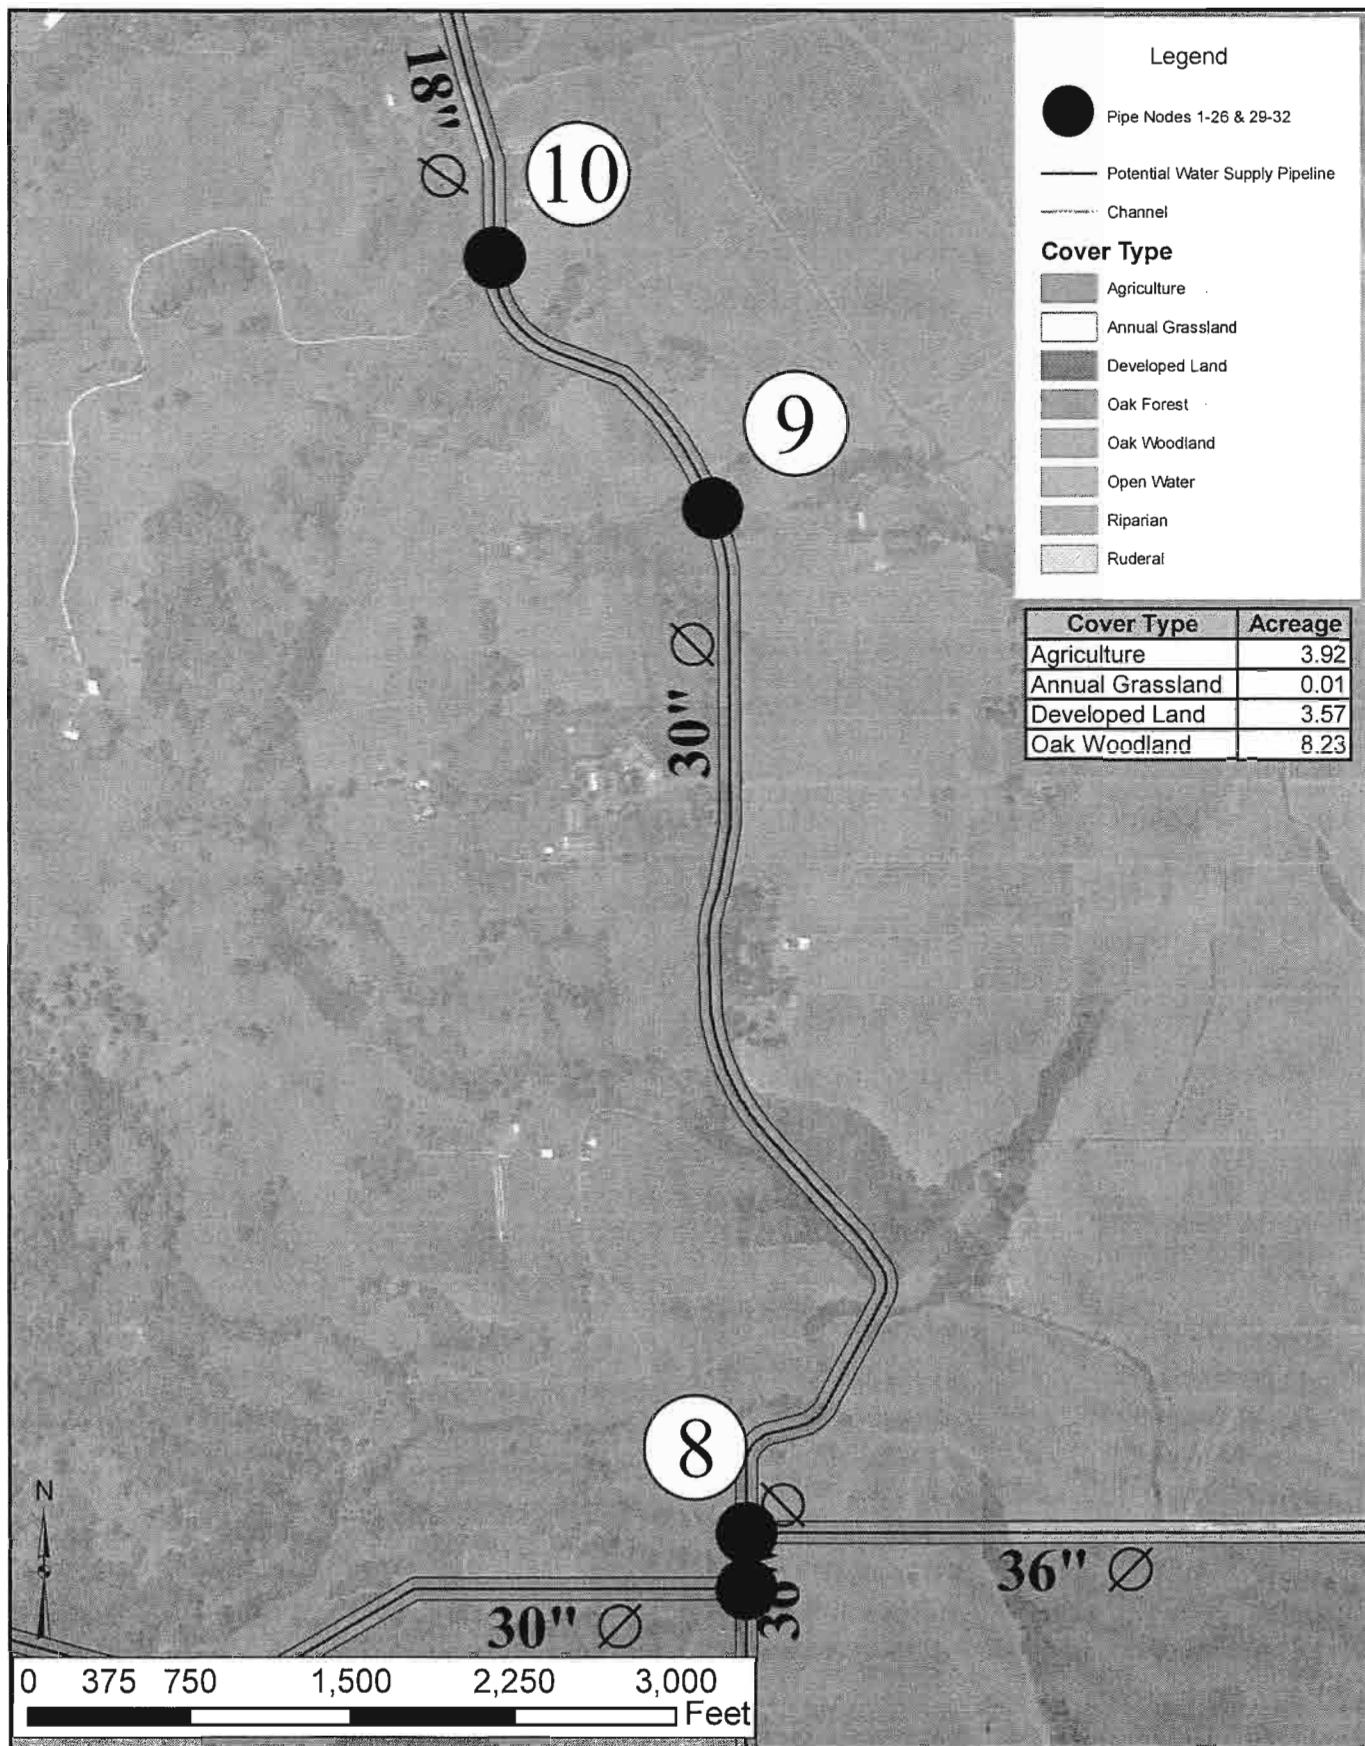 18" Ø
10
9
30" Ø
8
Ø
36" Ø
30" Ø
N
0 375 750 1,500 2,250 3,000
Feet
Legend
Pipe Nodes 1-26 & 29-32
Potential Water Supply Pipeline
Channel
Cover Type
Agriculture
Annual Grassland
Developed Land
Oak Forest
Oak Woodland
Open Water
Riparian
Ruderal
Cover Type Acreage
Agriculture 3.92
Annual Grassland 0.01
Developed Land 3.57
Oak Woodland 8.23